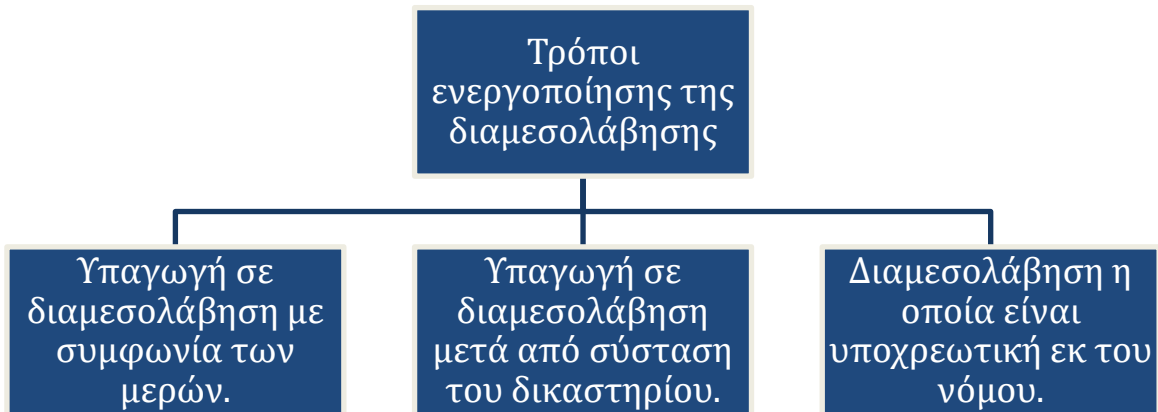 Τρόποι
ενεργοποίησης της
διαμεσολάβησης
Υπαγωγή σε
διαμεσολάβηση με
συμφωνία των
μερών.
Υπαγωγή σε
διαμεσολάβηση
μετά από σύσταση
του δικαστηρίου.
Διαμεσολάβηση η
οποία είναι
υποχρεωτική εκ του
νόμου.